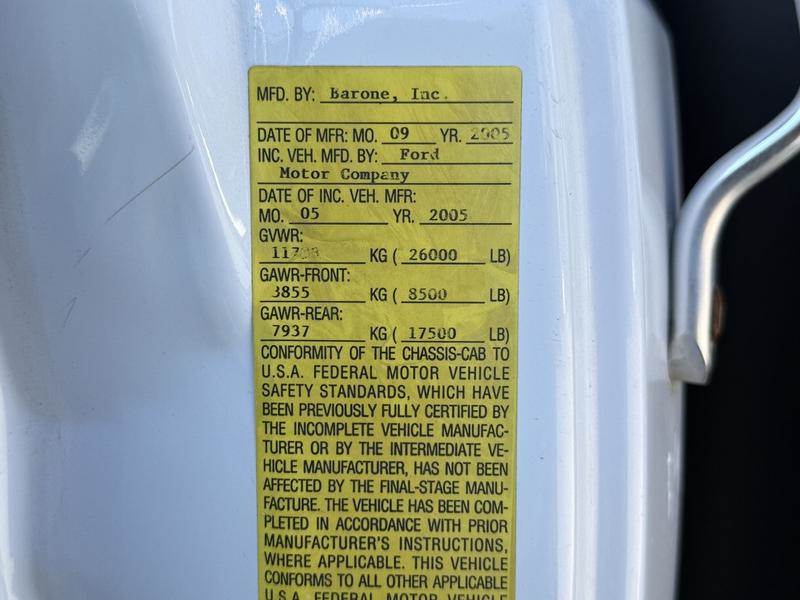 MFD. BY: Barone, Inc.
DATE OF MFR: MO. 09 YR. 2005
INC. VEH. MFD. BY: Ford
Motor Company
DATE OF INC. VEH. MFR:
MO. 05 YR. 2005
GVWR:
KG ( 26000 LB)
GAWR-FRONT:
3855 KG ( 8500 LB)
GAWR-REAR:
7937 KG ( 17500 LB)
CONFORMITY OF THE CHASSIS-CAB TO
U.S.A. FEDERAL MOTOR VEHICLE
SAFETY STANDARDS, WHICH HAVE
BEEN PREVIOUSLY FULLY CERTIFIED BY
THE INCOMPLETE VEHICLE MANUFAC-
TURER OR BY THE INTERMEDIATE VE-
HICLE MANUFACTURER, HAS NOT BEEN
AFFECTED BY THE FINAL-STAGE MANU-
FACTURE. THE VEHICLE HAS BEEN COM-
PLETED IN ACCORDANCE WITH PRIOR
MANUFACTURER'S INSTRUCTIONS,
WHERE APPLICABLE. THIS VEHICLE
CONFORMS TO ALL OTHER APPLICABLE
U.S.A. FEDERAL MOTOR VEHICLE